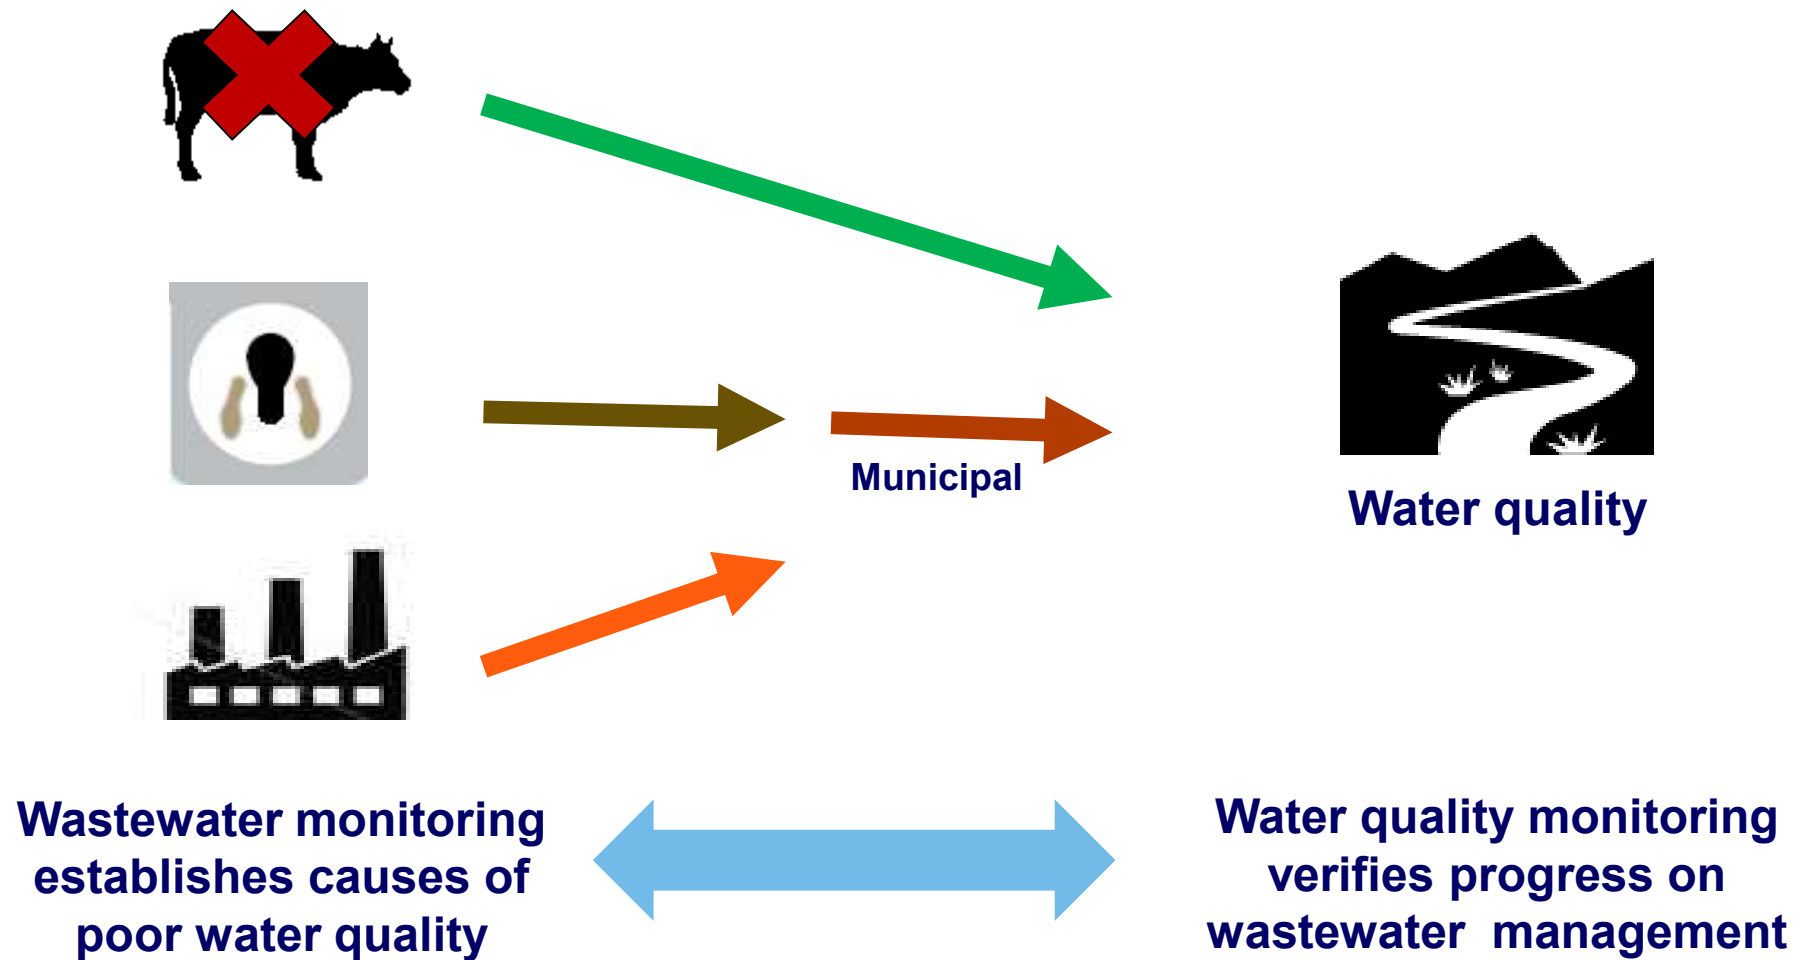 Municipal
Water quality
Wastewater monitoring
establishes causes of
poor water quality
Water quality monitoring
verifies progress on
wastewater  management